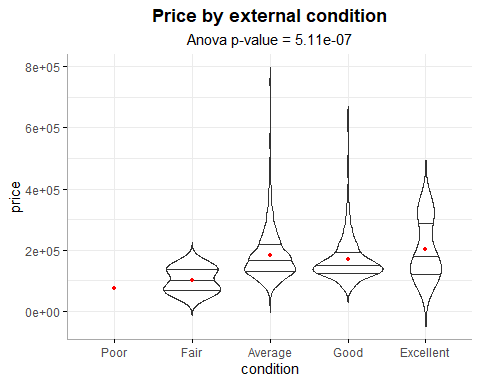 Price by external condition
Anova p-value = 5.11e-07
8e+05
6e+05
4e+05
2e+05
0e+00
price
Poor Fair Average Good Excellent
condition